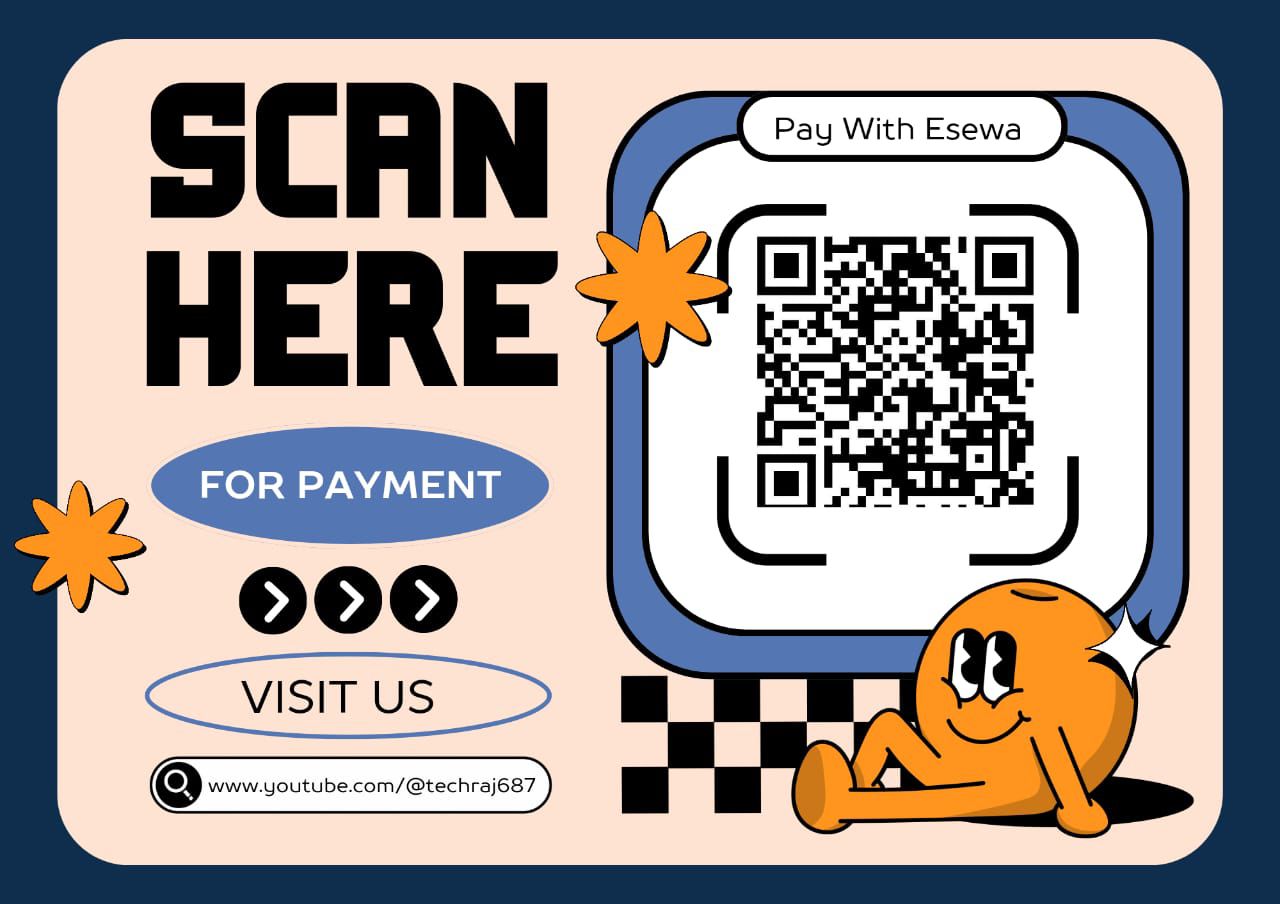 SCAN
HERE
FOR PAYMENT
VISIT US
www.youtube.com/@techraj687
Pay With Esewa